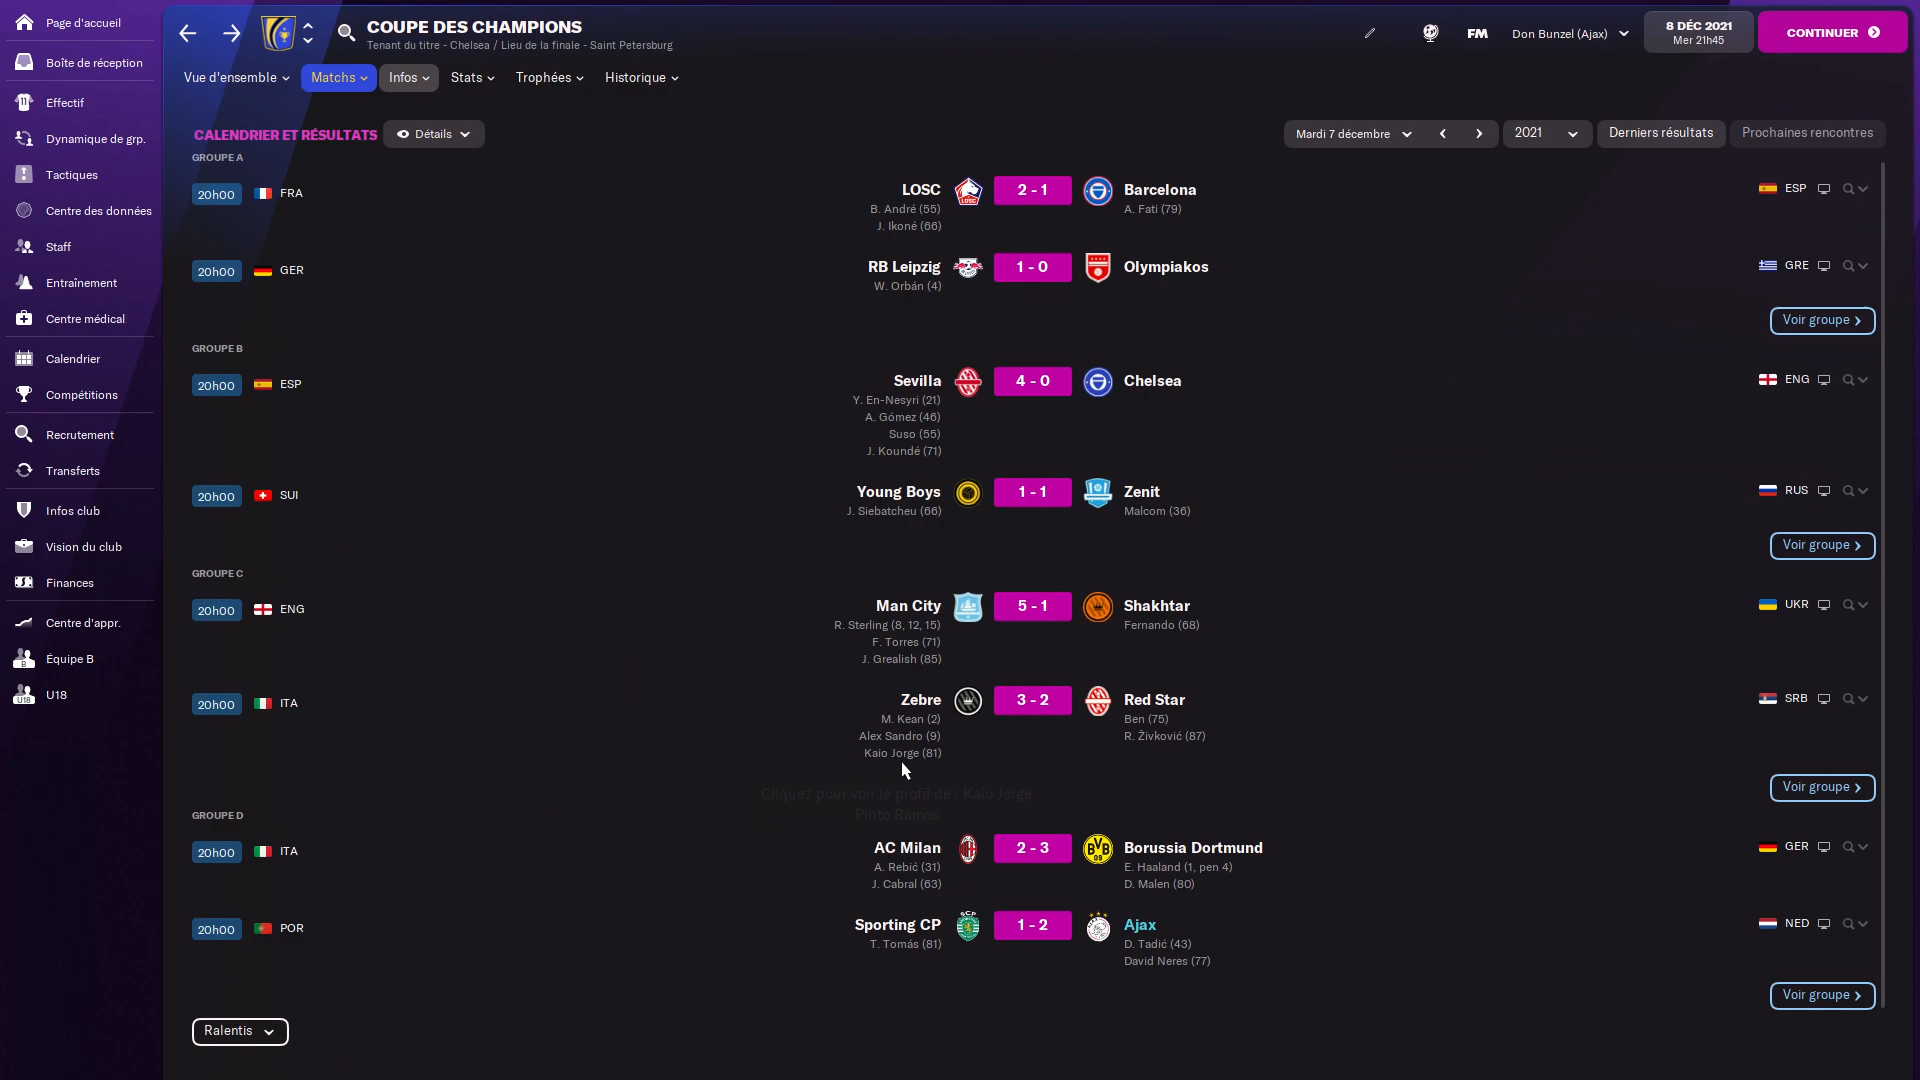 Page d'accueil
Boîte de réception
Effectif
Dynamique de grp.
Tactiques
Centre des données
Staff
Entraînement
Centre médical
Calendrier
Compétitions
Recrutement
Transferts
Infos club
Vision du club
Finances
Centre d'appr.
Équipe B
U18
COUPE DES CHAMPIONS
Tenant du titre - Chelsea / Lieu de la finale - Saint Petersburg
FM
Don Bunzel (Ajax)
8 DÉC 2021
Mer 21h45
CONTINUER
Vue d'ensemble Matchs Infos Stats Trophées Historique
CALENDRIER ET RÉSULTATS Détails
Mardi 7 décembre 2021 Derniers résultats Prochaines rencontres
GROUPE A
20h00 FRA LOSC 2 - 1 Barcelona ESP
B. André (55) A. Fati (79)
J. Ikoné (66)
20h00 GER RB Leipzig 1 - 0 Olympiakos GRE
W. Orbán (4)
Voir groupe
GROUPE B
20h00 ESP Sevilla 4 - 0 Chelsea ENG
Y. En-Nesyri (21)
A. Gómez (46)
Suso (55)
J. Koundé (71)
20h00 SUI Young Boys 1 - 1 Zenit RUS
J. Siebatcheu (66) Malcom (36)
Voir groupe
GROUPE C
20h00 ENG Man City 5 - 1 Shakhtar UKR
R. Sterling (8, 12, 15) Fernando (68)
F. Torres (71)
J. Grealish (85)
20h00 ITA Zebre 3 - 2 Red Star SRB
M. Kean (2) Ben (75)
Alex Sandro (9) R. Živković (87)
Kaio Jorge (81)
Cliquez pour voir le profil de : Kaio Jorge
Pinto Ramos
Voir groupe
GROUPE D
20h00 ITA AC Milan 2 - 3 Borussia Dortmund GER
A. Rebić (31) E. Haaland (1, pen 4)
J. Cabral (63) D. Malen (80)
20h00 POR Sporting CP 1 - 2 Ajax NED
T. Tomás (81) D. Tadić (43)
David Neres (77)
Voir groupe
Ralentis